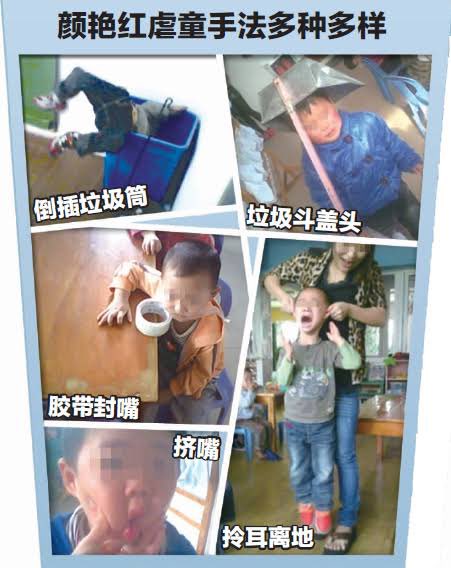 颜艳红虐童手法多种多样
倒插垃圾筒
垃圾斗盖头
胶带封嘴
挤嘴
拎耳离地